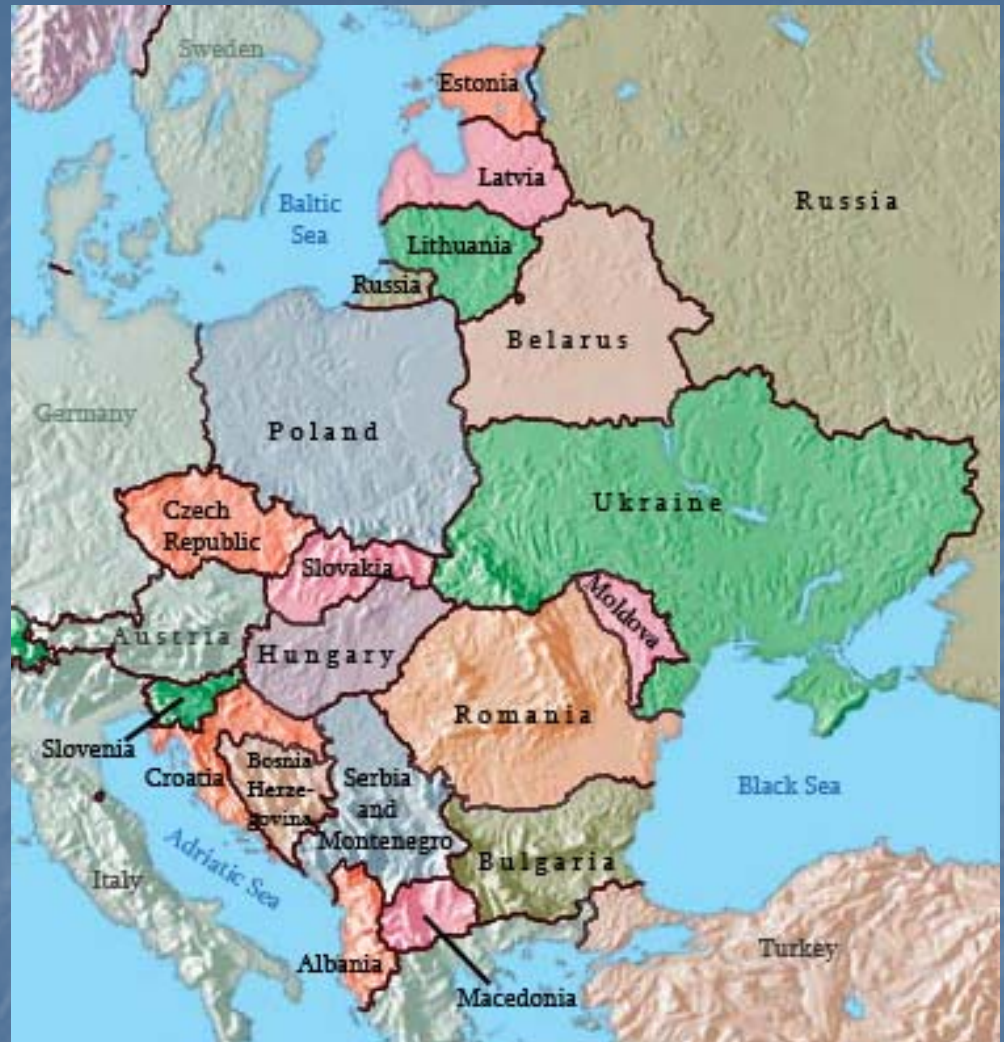 Sweden
Estonia
Latvia
Russia
Baltic
Sea
Lithuania
Russia
Belarus
Germany
Poland
Ukraine
Czech
Republic
Slovakia
Moldova
Austria
Hungary
Romania
Slovenia
Croatia
Bosnia
Herze-
govina
Serbia
and
Montenegro
Black Sea
Adriatic Sea
Bulgaria
Italy
Turkey
Albania
Macedonia